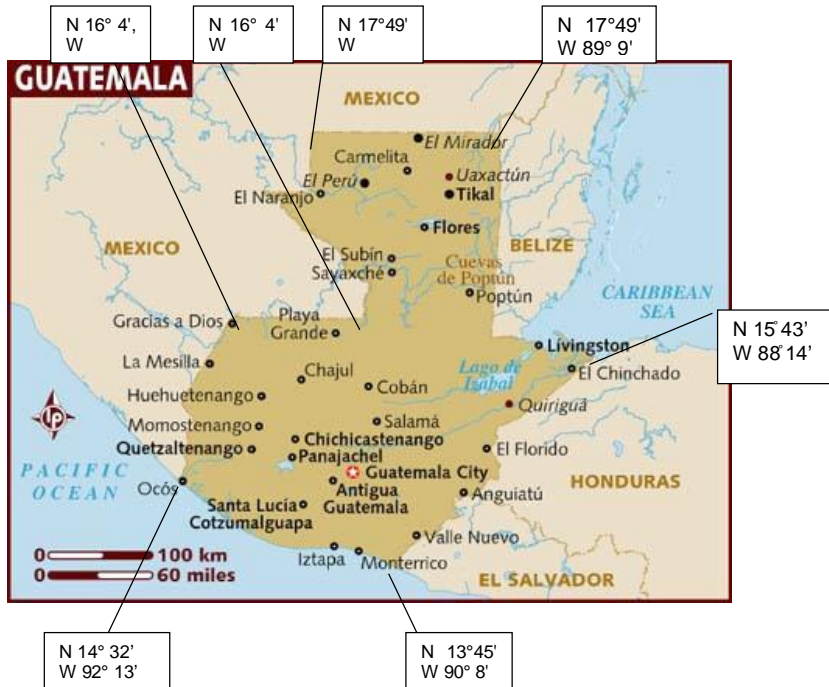 N 16° 4',
W
N 16° 4'
W
N 17°49'
W
N 17°49'
W 89° 9'
GUATEMALA
MEXICO
El Mirador
Carmelita
Uaxactún
El Perú
El Naranjo
Tikal
Flores
MEXICO
BELIZE
El Subín
Sayaxché
Cuevas
de Poptún
Poptún
CARIBBEAN
SEA
Gracias a Dios
Playa
Grande
Lívingston
N 15°43'
W 88°14'
La Mesilla
Lago de
Izabal
El Chinchado
Chajul
Cobán
Huehuetenango
Quiriguá
lp
Momostenango
Salamá
Chichicastenango
Quetzaltenango
Panajachel
El Florido
PACIFIC
OCEAN
Guatemala City
HONDURAS
Ocós
Antigua
Guatemala
Anguiatú
Santa Lucía
Cotzumalguapa
Valle Nuevo
0 100 km
0 60 miles
Iztapa
Monterrico
EL SALVADOR
N 14° 32'
W 92° 13'
N 13°45'
W 90° 8'